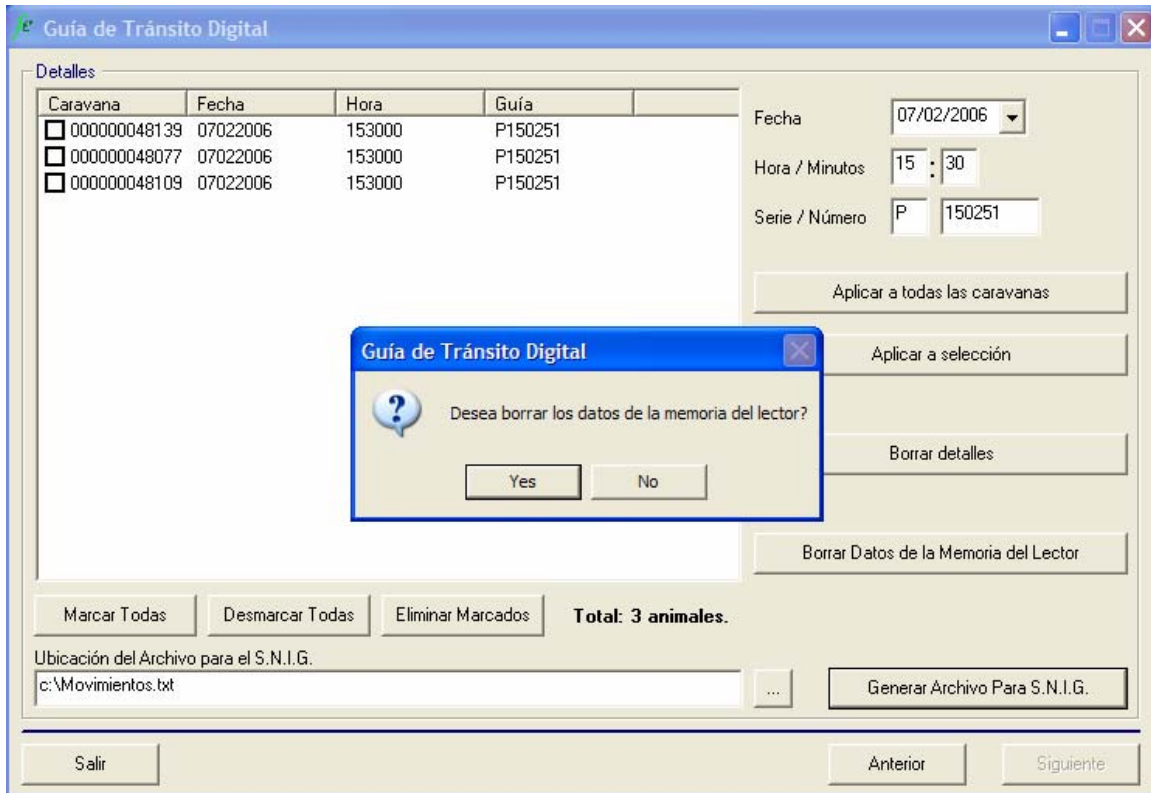 Guía de Tránsito Digital
Detalles
Caravana Fecha Hora Guía
000000048139 07022006 153000 P150251
000000048077 07022006 153000 P150251
000000048109 07022006 153000 P150251
Fecha 07/02/2006
Hora / Minutos 15 : 30
Serie / Número P 150251
Aplicar a todas las caravanas
Aplicar a selección
Borrar detalles
Borrar Datos de la Memoria del Lector
Guía de Tránsito Digital
Desea borrar los datos de la memoria del lector?
Yes No
Marcar Todas Desmarcar Todas Eliminar Marcados Total: 3 animales.
Ubicación del Archivo para el S.N.I.G.
c:\Movimientos.txt ... Generar Archivo Para S.N.I.G.
Salir Anterior Siguiente